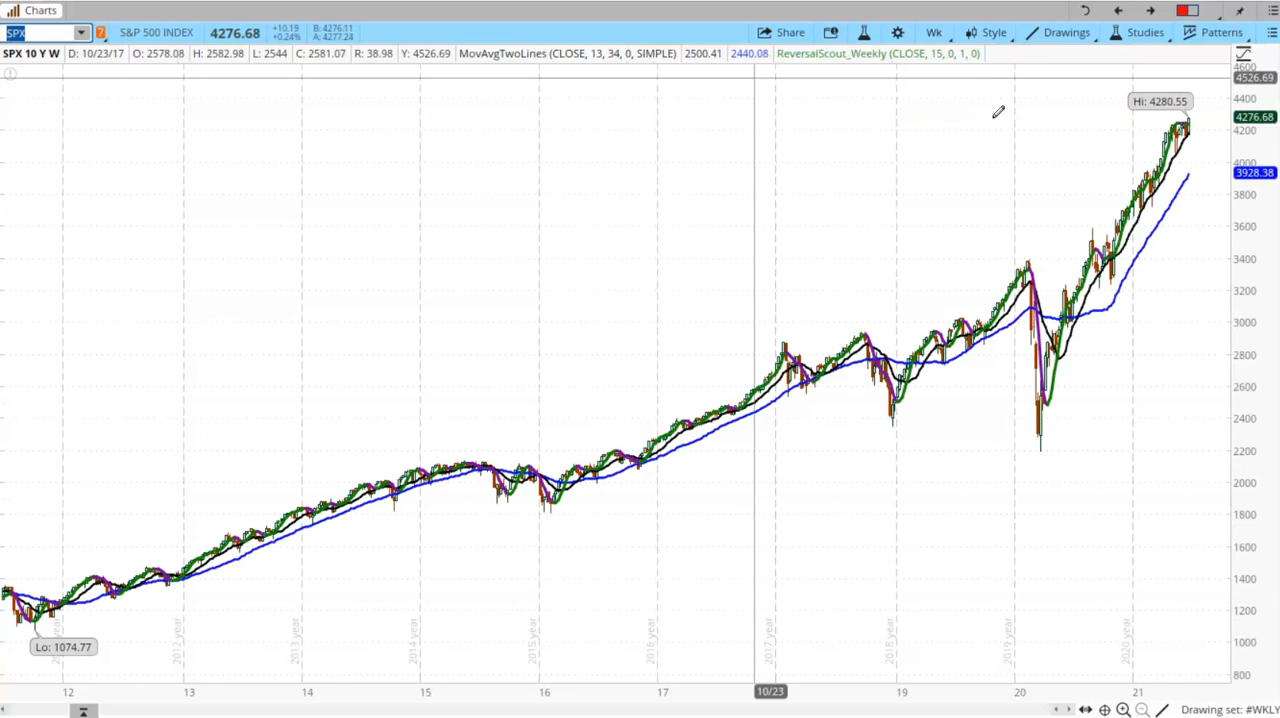 Charts
SPX 7 S&P 500 INDEX 4276.68 +10.19 +0.24% B: 4276.11 A: 4277.24 Share Wk Style Drawings Studies Patterns
SPX 10 Y W D: 10/23/17 O: 2578.08 H: 2582.98 L: 2544 C: 2581.07 R: 38.98 Y: 4526.69 MovAvgTwoLines (CLOSE, 13, 34, 0, SIMPLE) 2500.41 2440.08 ReversalScout_Weekly (CLOSE, 15, 0, 1, 0)
4600
4526.69
Hi: 4280.55
4400
4276.68
4200
4000
3928.38
3800
3600
3400
3200
3000
2800
2600
2400
2200
2000
1800
1600
1400
1200
1000
800
Lo: 1074.77
year 2012 year 2013 year 2014 year 2015 year 2016 year 2017 year 2018 year 2019 year 2020 year
12 13 14 15 16 17 10/23 19 20 21
Drawing set: #WKLY